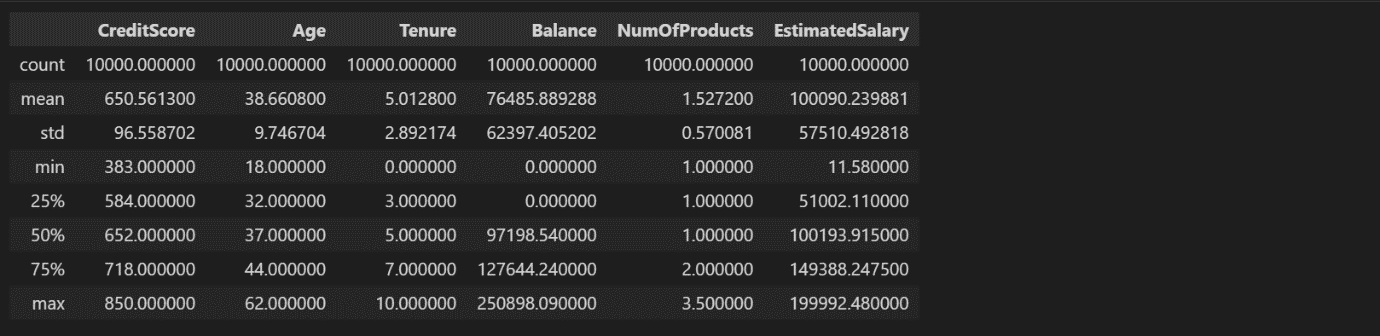 CreditScore Age Tenure Balance NumOfProducts EstimatedSalary
count 10000.000000 10000.000000 10000.000000 10000.000000 10000.000000 10000.000000
mean 650.561300 38.660800 5.012800 76485.889288 1.527200 100090.239881
std 96.558702 9.746704 2.892174 62397.405202 0.570081 57510.492818
min 383.000000 18.000000 0.000000 0.000000 1.000000 11.580000
25% 584.000000 32.000000 3.000000 0.000000 1.000000 51002.110000
50% 652.000000 37.000000 5.000000 97198.540000 1.000000 100193.915000
75% 718.000000 44.000000 7.000000 127644.240000 2.000000 149388.247500
max 850.000000 62.000000 10.000000 250898.090000 3.500000 199992.480000